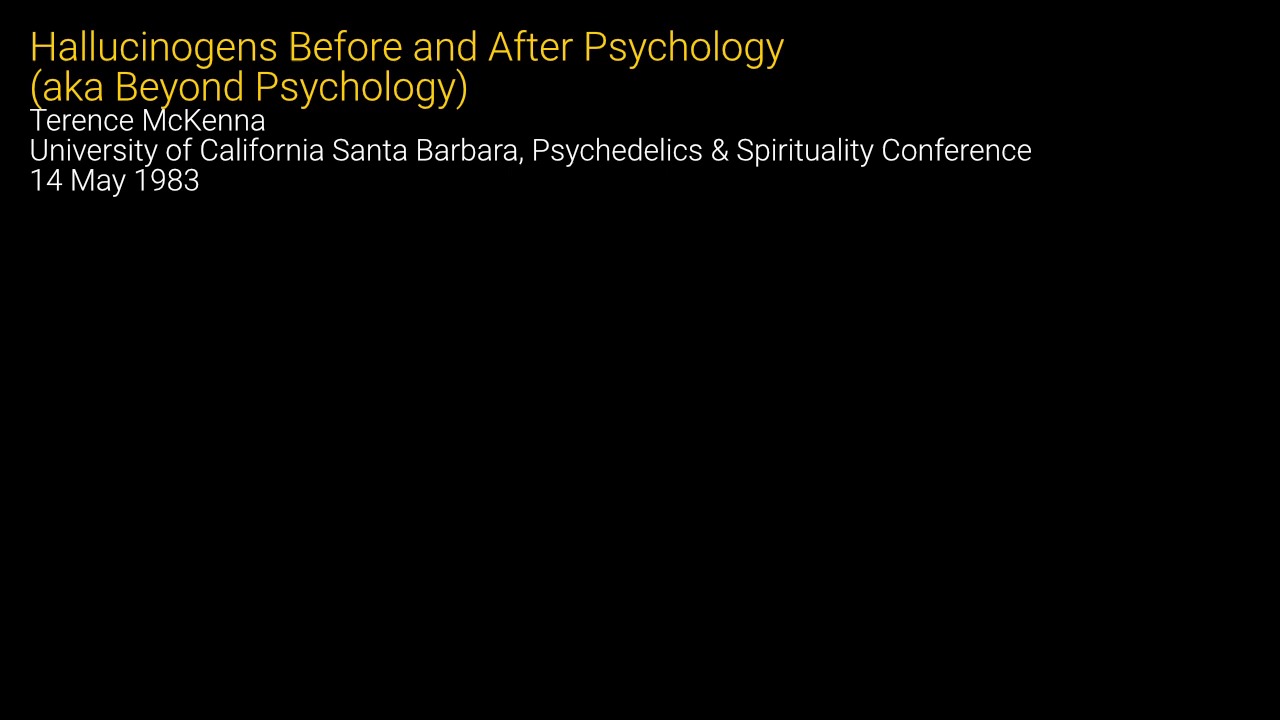 Hallucinogens Before and After Psychology
(aka Beyond Psychology)
Terence McKenna
University of California Santa Barbara, Psychedelics & Spirituality Conference
14 May 1983